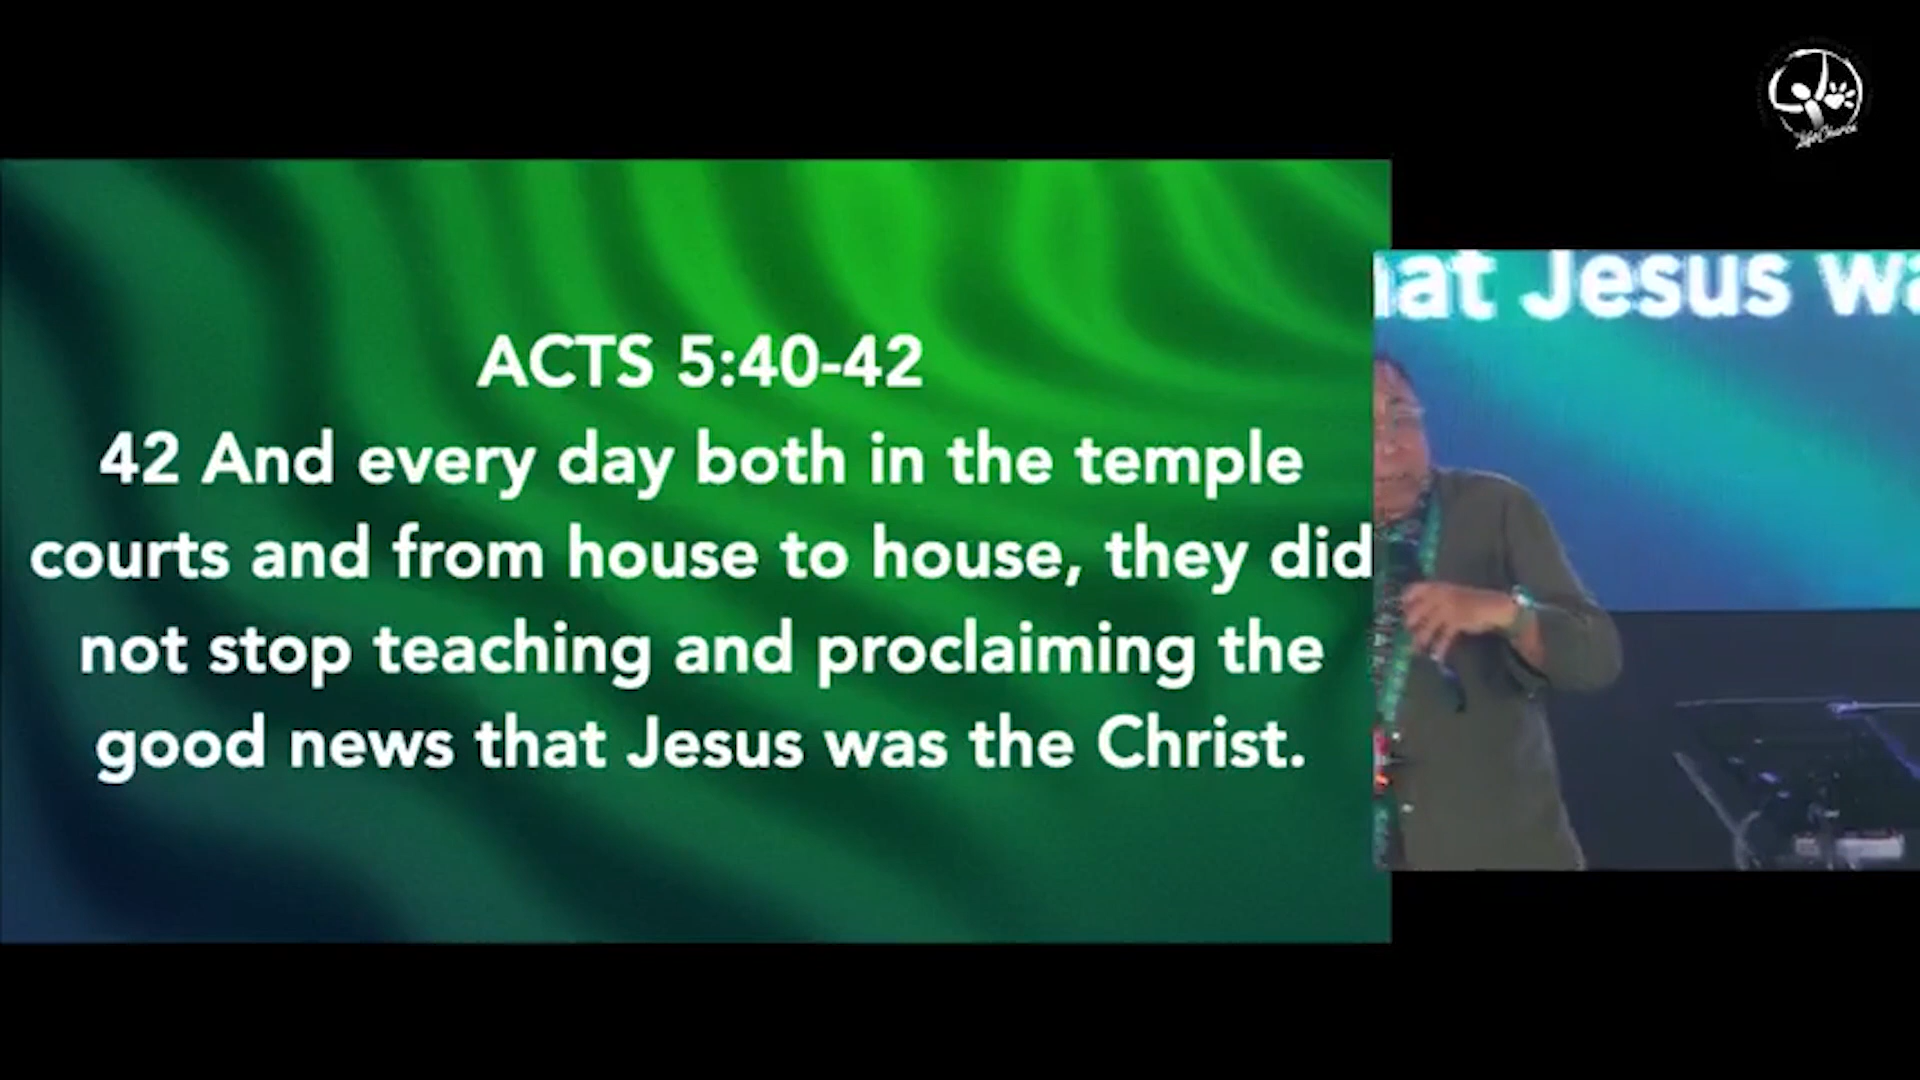 ACTS 5:40-42
42 And every day both in the temple
courts and from house to house, they did
not stop teaching and proclaiming the
good news that Jesus was the Christ.
at Jesus wa